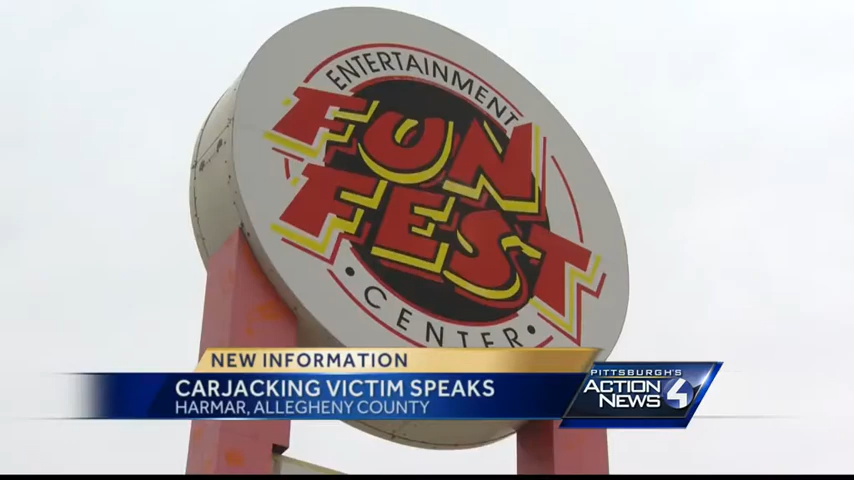 ENTERTAINMENT
FUN
FEST
• CENTER •
NEW INFORMATION
CARJACKING VICTIM SPEAKS
HARMAR, ALLEGHENY COUNTY
PITTSBURGH'S
ACTION
NEWS 4